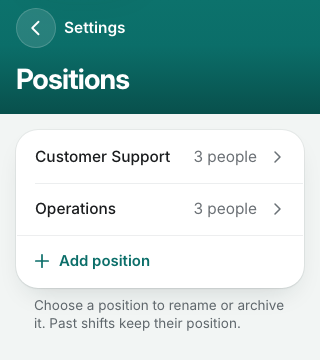 Settings
Positions
Customer Support 3 people
Operations 3 people
Add position
Choose a position to rename or archive
it. Past shifts keep their position.